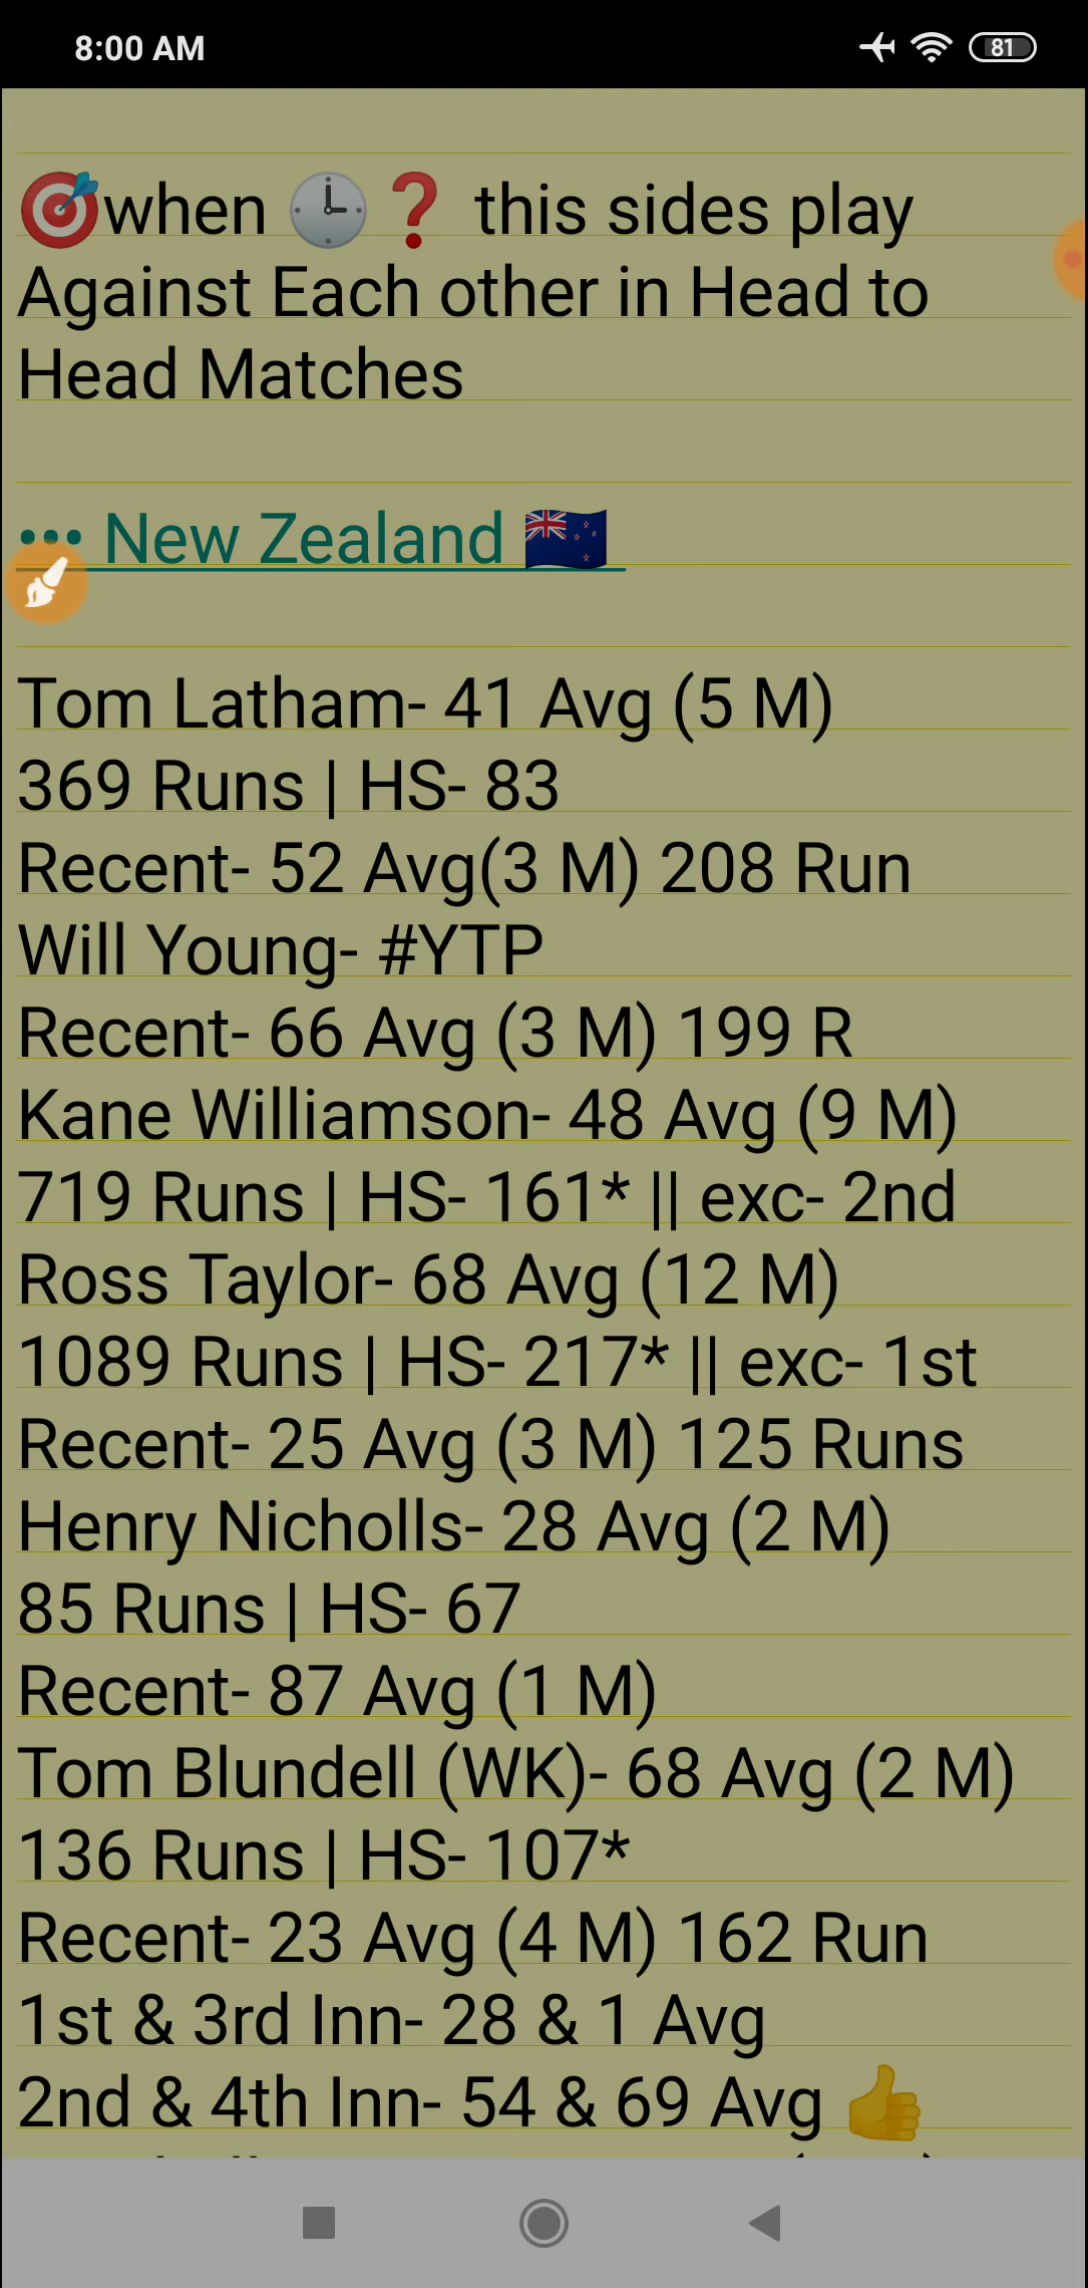 8:00 AM
81
🎯when 🕒❓ this sides play
Against Each other in Head to
Head Matches
••• New Zealand 🇳🇿
Tom Latham- 41 Avg (5 M)
369 Runs | HS- 83
Recent- 52 Avg(3 M) 208 Run
Will Young- #YTP
Recent- 66 Avg (3 M) 199 R
Kane Williamson- 48 Avg (9 M)
719 Runs | HS- 161* || exc- 2nd
Ross Taylor- 68 Avg (12 M)
1089 Runs | HS- 217* || exc- 1st
Recent- 25 Avg (3 M) 125 Runs
Henry Nicholls- 28 Avg (2 M)
85 Runs | HS- 67
Recent- 87 Avg (1 M)
Tom Blundell (WK)- 68 Avg (2 M)
136 Runs | HS- 107*
Recent- 23 Avg (4 M) 162 Run
1st & 3rd Inn- 28 & 1 Avg
2nd & 4th Inn- 54 & 69 Avg 👍